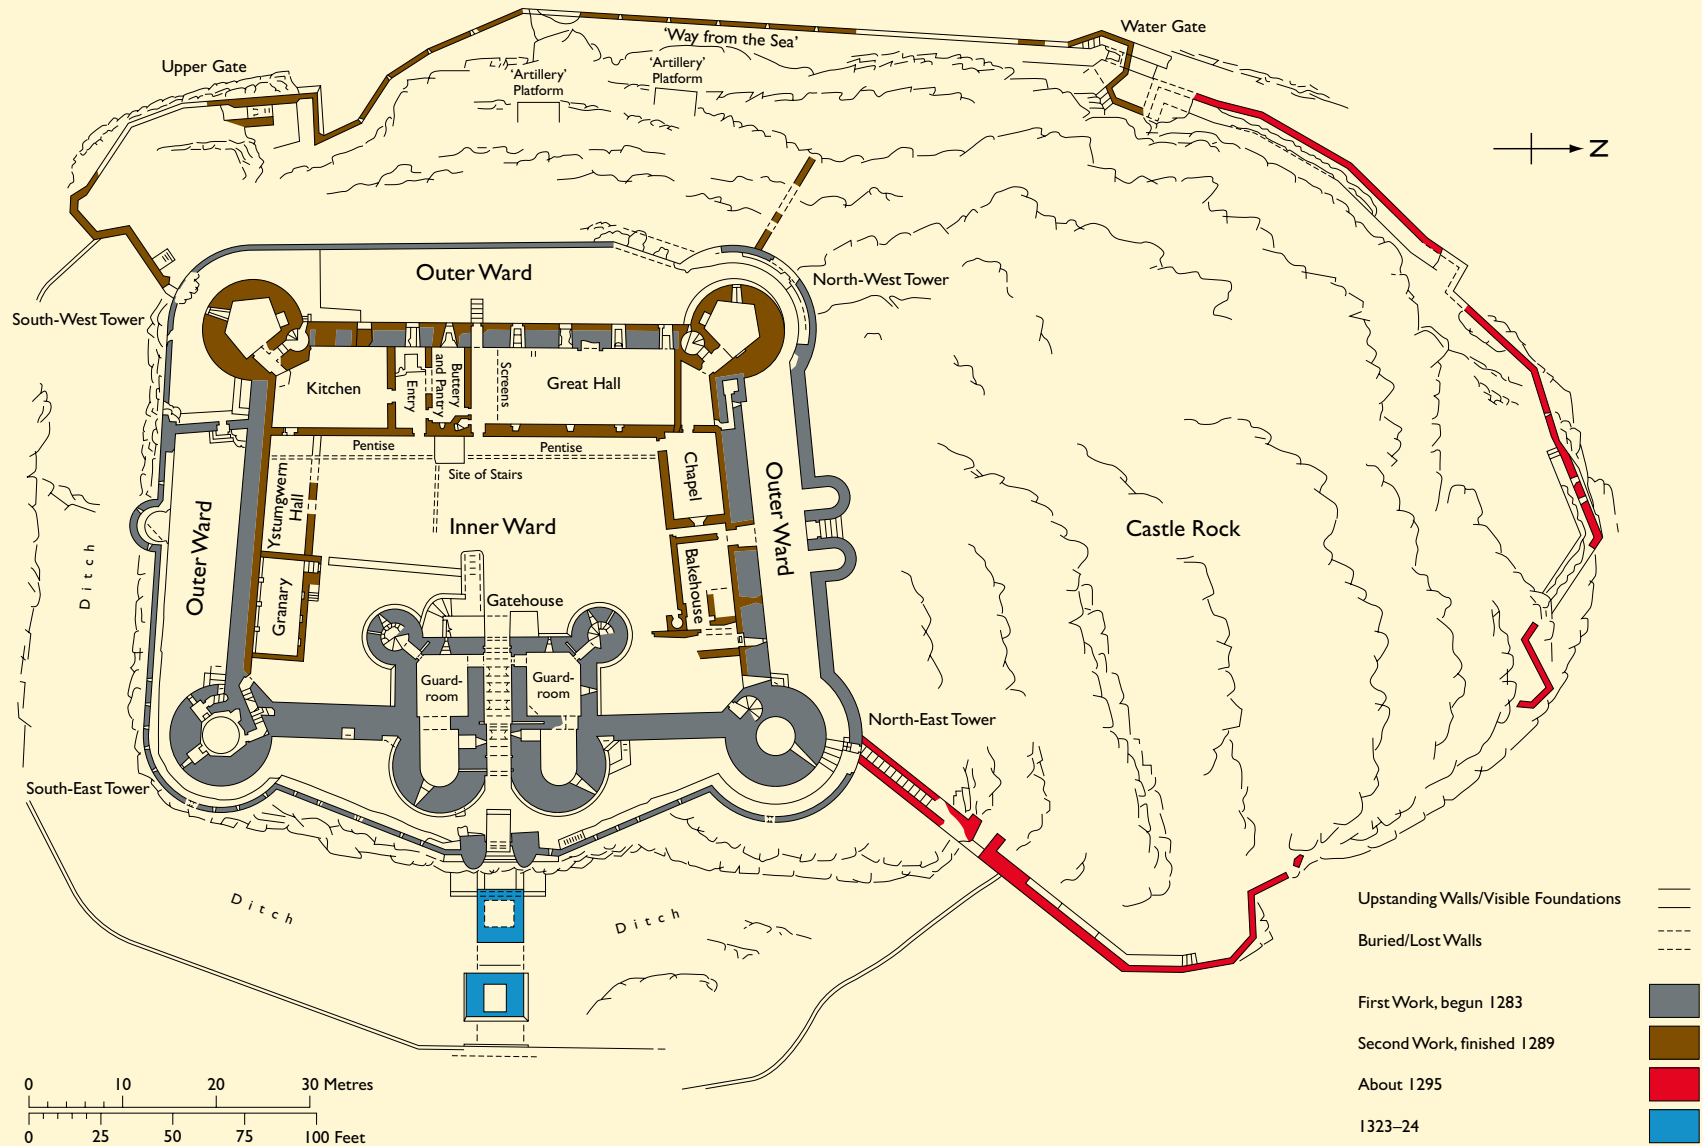 Water Gate
'Way from the Sea'
Upper Gate
'Artillery'
Platform
'Artillery'
Platform
N
Outer Ward
North-West Tower
South-West Tower
Kitchen
Entry
Buttery
and Pantry
Screens
Great Hall
Pentise
Pentise
Site of Stairs
Chapel
Outer Ward
Ystumgwern
Hall
Inner Ward
Castle Rock
Ditch
Outer Ward
Granary
Bakehouse
Gatehouse
Guard-
room
Guard-
room
North-East Tower
South-East Tower
Ditch
Ditch
Upstanding Walls/Visible Foundations
Buried/Lost Walls
First Work, begun 1283
Second Work, finished 1289
About 1295
1323–24
0 10 20 30 Metres
0 25 50 75 100 Feet